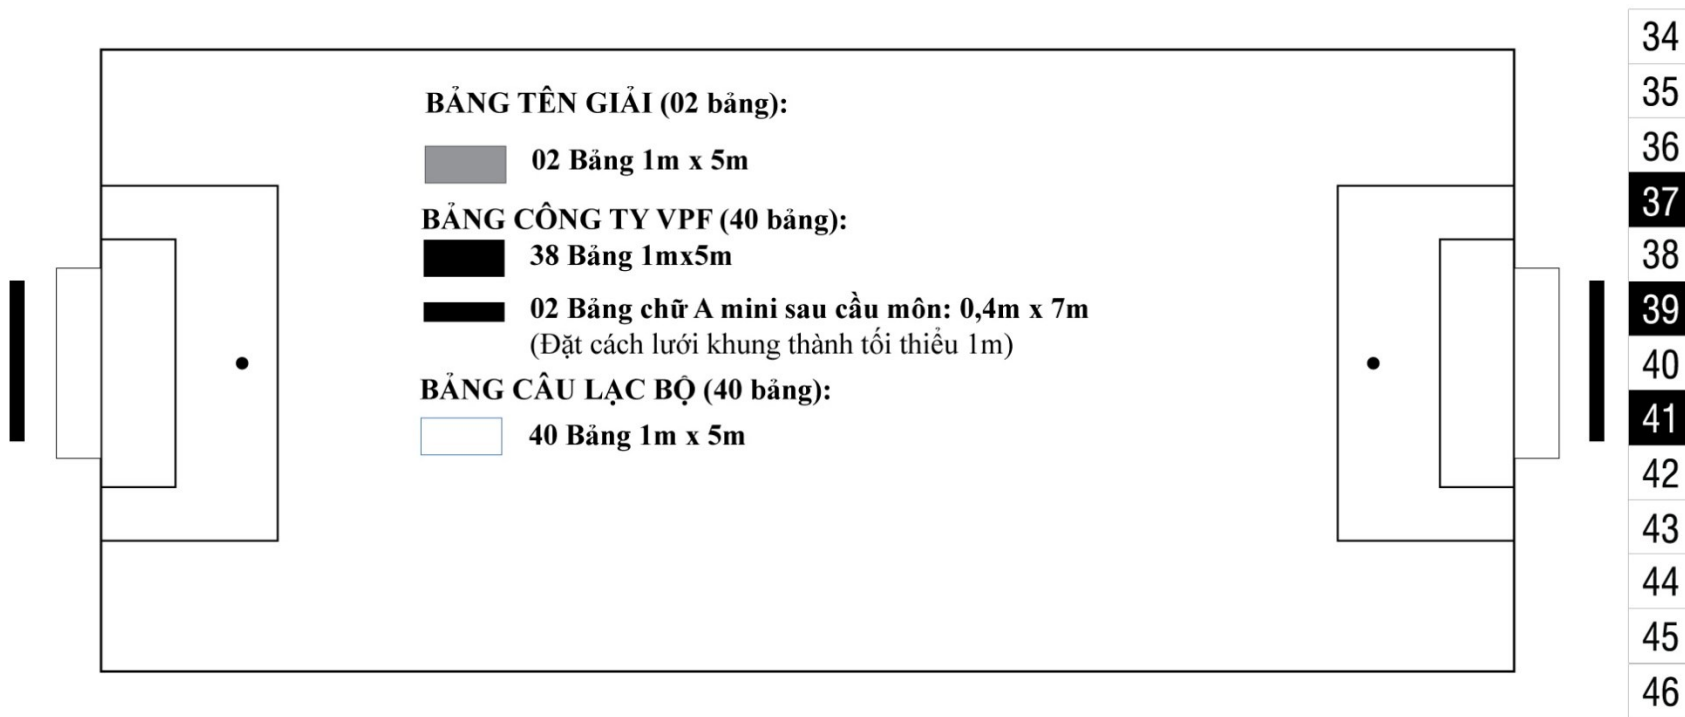 BẢNG TÊN GIẢI (02 bảng):
02 Bảng 1m x 5m
BẢNG CÔNG TY VPF (40 bảng):
38 Bảng 1mx5m
02 Bảng chữ A mini sau cầu môn: 0,4m x 7m
(Đặt cách lưới khung thành tối thiểu 1m)
BẢNG CÂU LẠC BỘ (40 bảng):
40 Bảng 1m x 5m
34
35
36
37
38
39
40
41
42
43
44
45
46